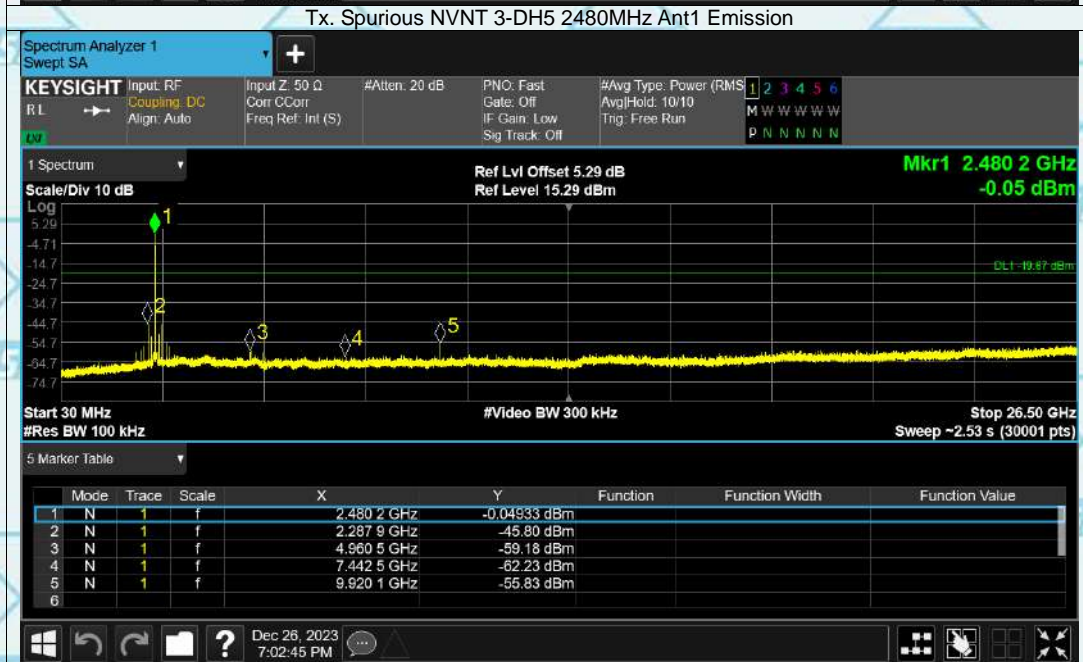 Tx. Spurious NVNT 3-DH5 2480MHz Ant1 Emission
Spectrum Analyzer 1
Swept SA
+
KEYSIGHT
R L
LXI
Input: RF
Coupling: DC
Align: Auto
Input Z: 50 Ω
Corr CCorr
Freq Ref: Int (S)
#Atten: 20 dB
PNO: Fast
Gate: Off
IF Gain: Low
Sig Track: Off
#Avg Type: Power (RMS
Avg|Hold: 10/10
Trig: Free Run
1 2 3 4 5 6
M W W W W W
P N N N N N
1 Spectrum
Scale/Div 10 dB
Ref Lvl Offset 5.29 dB
Ref Level 15.29 dBm
Mkr1 2.480 2 GHz
-0.05 dBm
Log
5.29
-4.71
-14.7
-24.7
-34.7
-44.7
-54.7
-64.7
-74.7
1
2
3
4
5
DL1 -19.87 dBm
Start 30 MHz
#Res BW 100 kHz
#Video BW 300 kHz
Stop 26.50 GHz
Sweep ~2.53 s (30001 pts)
5 Marker Table
Mode Trace Scale X Y Function Function Width Function Value
1 N 1 f 2.480 2 GHz -0.04933 dBm
2 N 1 f 2.287 9 GHz -45.80 dBm
3 N 1 f 4.960 5 GHz -59.18 dBm
4 N 1 f 7.442 5 GHz -62.23 dBm
5 N 1 f 9.920 1 GHz -55.83 dBm
6
?
Dec 26, 2023
7:02:45 PM